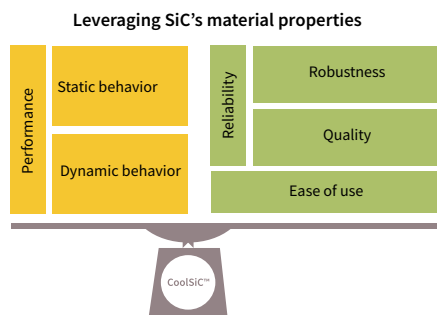 Leveraging SiC's material properties
Performance
Static behavior
Dynamic behavior
Reliability
Robustness
Quality
Ease of use
CoolSiC™